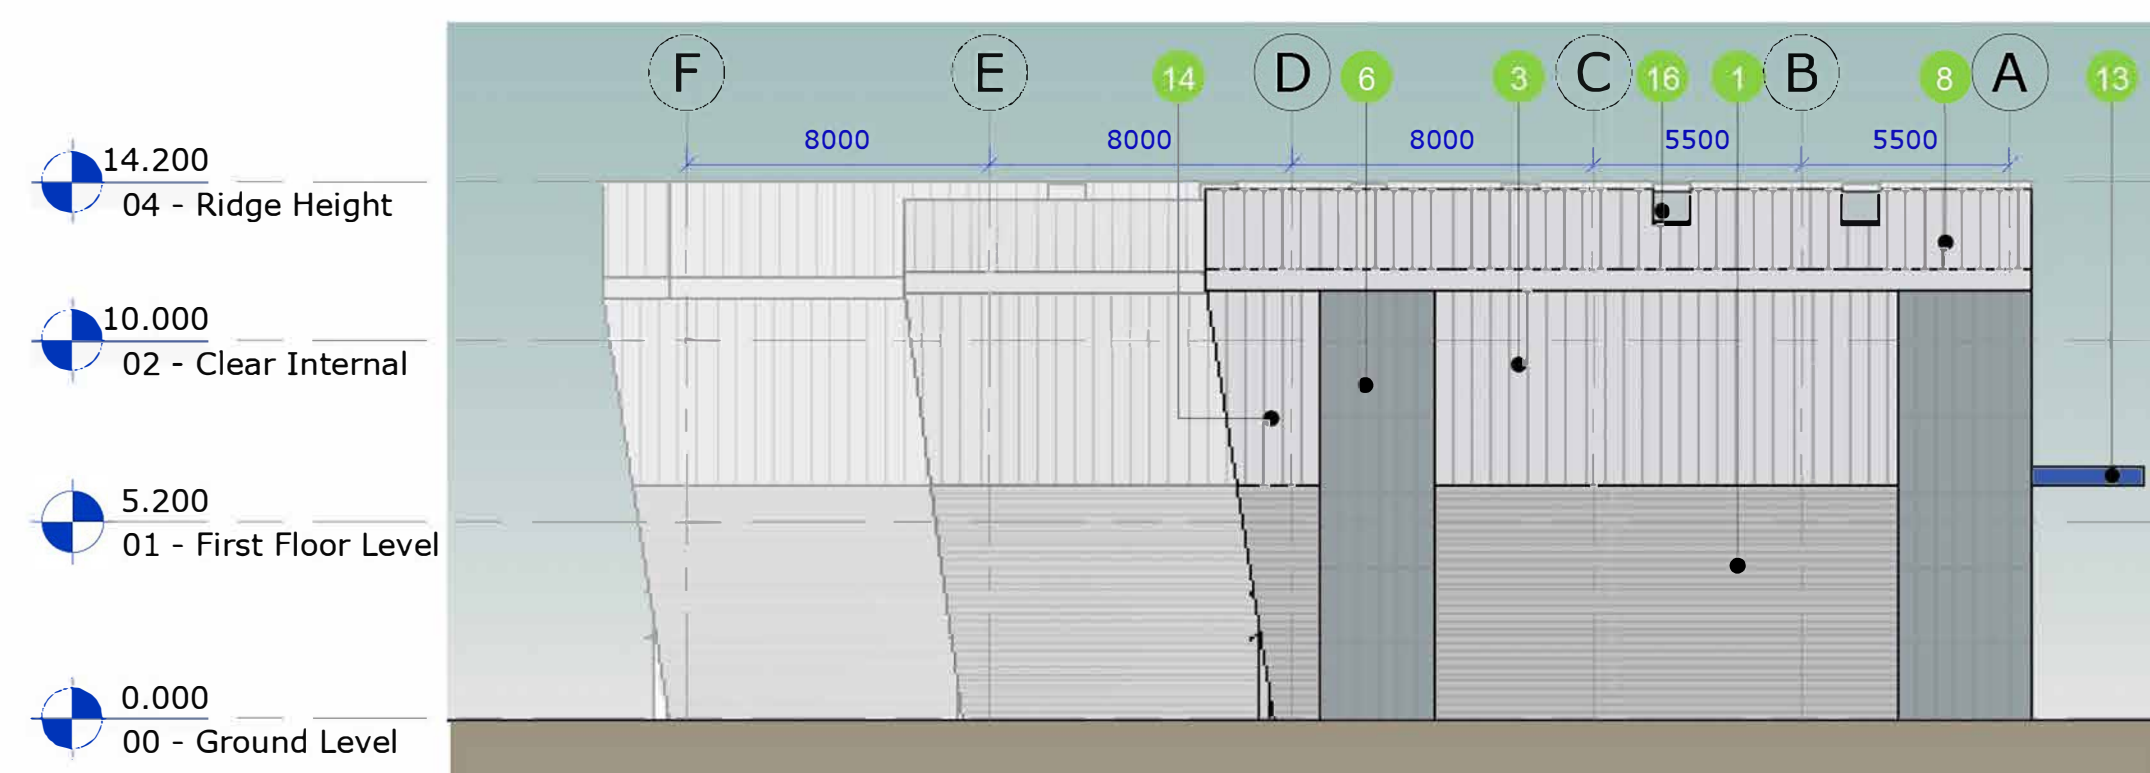 F E 14 D 6 3 C 16 1 B 8 A 13
8000 8000 8000 5500 5500
14.200
04 - Ridge Height
10.000
02 - Clear Internal
5.200
01 - First Floor Level
0.000
00 - Ground Level